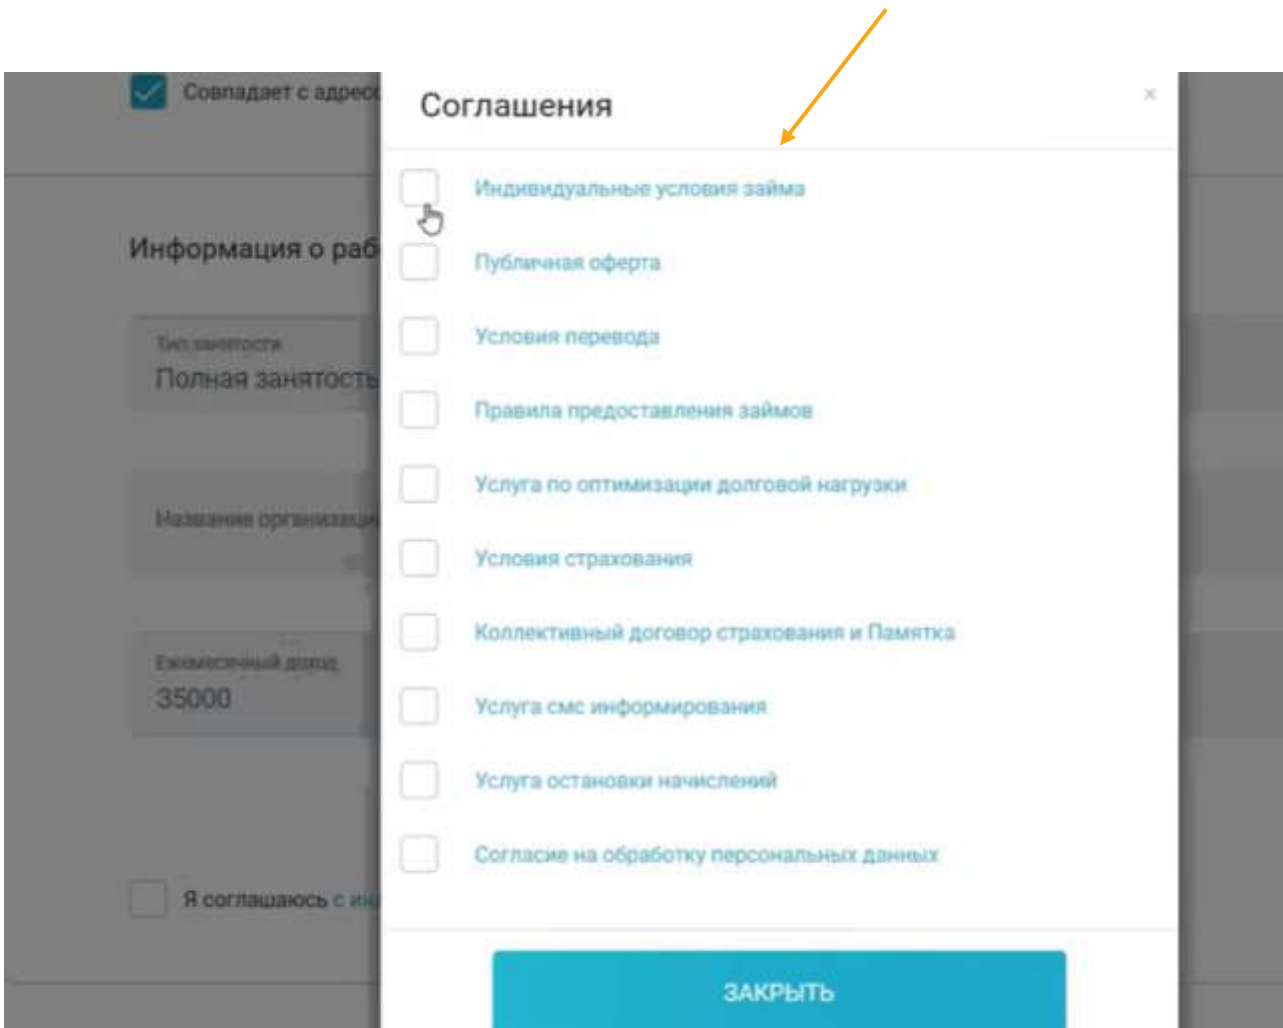 Совпадает с адресо
Соглашения
×
Индивидуальные условия займа
Информация о раб
Публичная оферта
Тип занятости
Полная занятость
Условия перевода
Правила предоставления займов
Услуга по оптимизации долговой нагрузки
Название организаци
Условия страхования
Коллективный договор страхования и Памятка
Ежемесячный доход
35000
Услуга смс информирования
Услуга остановки начислений
Согласие на обработку персональных данных
Я соглашаюсь с ин
ЗАКРЫТЬ